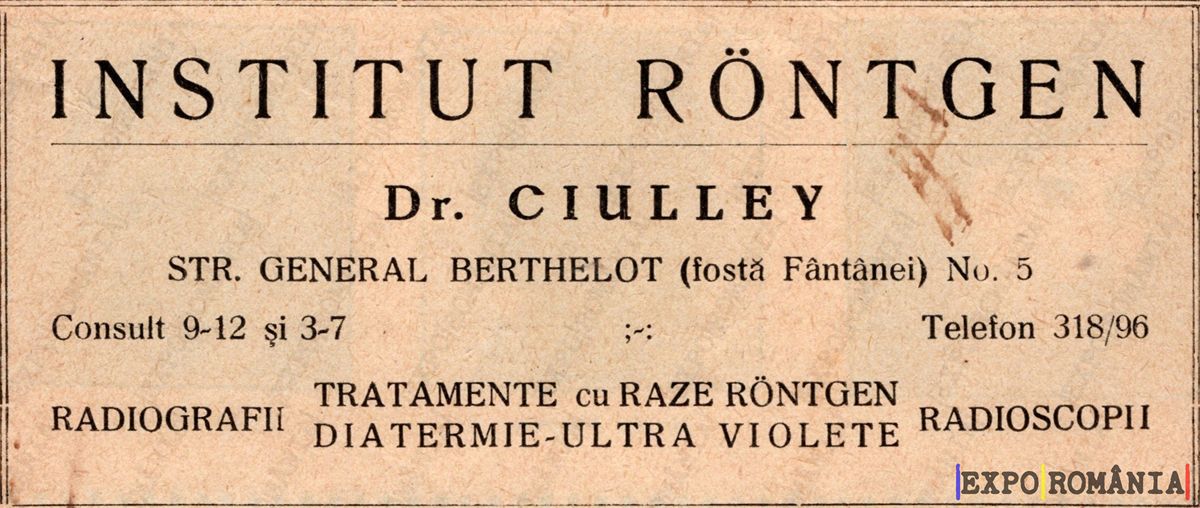 INSTITUT RÖNTGEN
Dr. CIULLEY
STR. GENERAL BERTHELOT (fostă Fântânei) No. 5
Consult 9-12 și 3-7 ;-: Telefon 318/96
RADIOGRAFII TRATAMENTE cu RAZE RÖNTGEN RADIOSCOPII
DIATERMIE-ULTRA VIOLETE
|EXPO|ROMÂNIA|